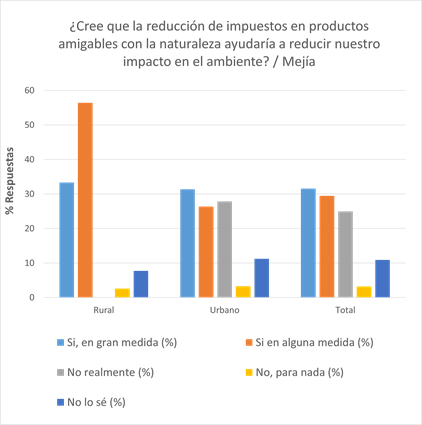 ¿Cree que la reducción de impuestos en productos
amigables con la naturaleza ayudaría a reducir nuestro
impacto en el ambiente? / Mejía
% Respuestas
60
50
40
30
20
10
0
Rural
Urbano
Total
Si, en gran medida (%)
Si en alguna medida (%)
No realmente (%)
No, para nada (%)
No lo sé (%)